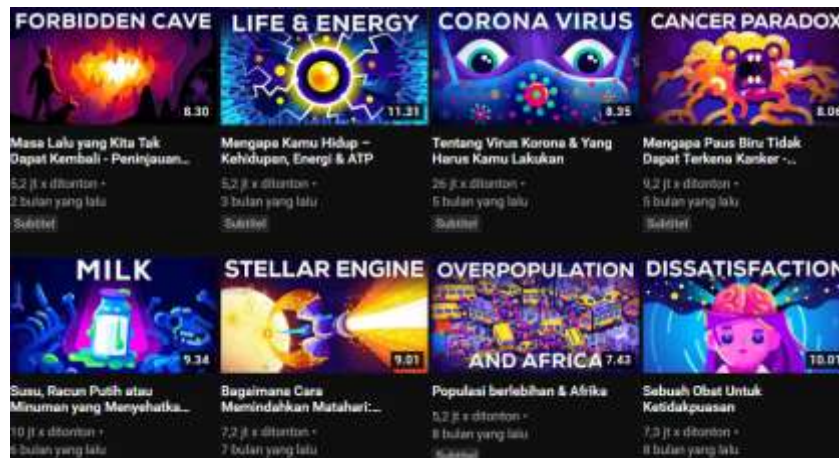 FORBIDDEN CAVE
8.30
Masa Lalu yang Kita Tak
Dapat Kembali - Peninjauan...
5,2 jt x ditonton •
2 bulan yang lalu
Subtitel
LIFE & ENERGY
11.31
Mengapa Kamu Hidup –
Kehidupan, Energi & ATP
5,2 jt x ditonton •
3 bulan yang lalu
Subtitel
CORONA VIRUS
8.35
Tentang Virus Korona & Yang
Harus Kamu Lakukan
26 jt x ditonton •
5 bulan yang lalu
Subtitel
CANCER PARADOX
Mengapa Paus Biru Tidak
Dapat Terkena Kanker -...
9,2 jt x ditonton •
5 bulan yang lalu
Subtitel
MILK
9.34
Susu, Racun Putih atau
Minuman yang Menyehatka...
10 jt x ditonton •
6 bulan yang lalu
STELLAR ENGINE
9.01
Bagaimana Cara
Memindahkan Matahari:...
7,2 jt x ditonton •
7 bulan yang lalu
OVERPOPULATION
AND AFRICA
7.43
Populasi berlebihan & Afrika
5,2 jt x ditonton •
8 bulan yang lalu
DISSATISFACTION
10.01
Sebuah Obat Untuk
Ketidakpuasan
7,3 jt x ditonton •
8 bulan yang lalu